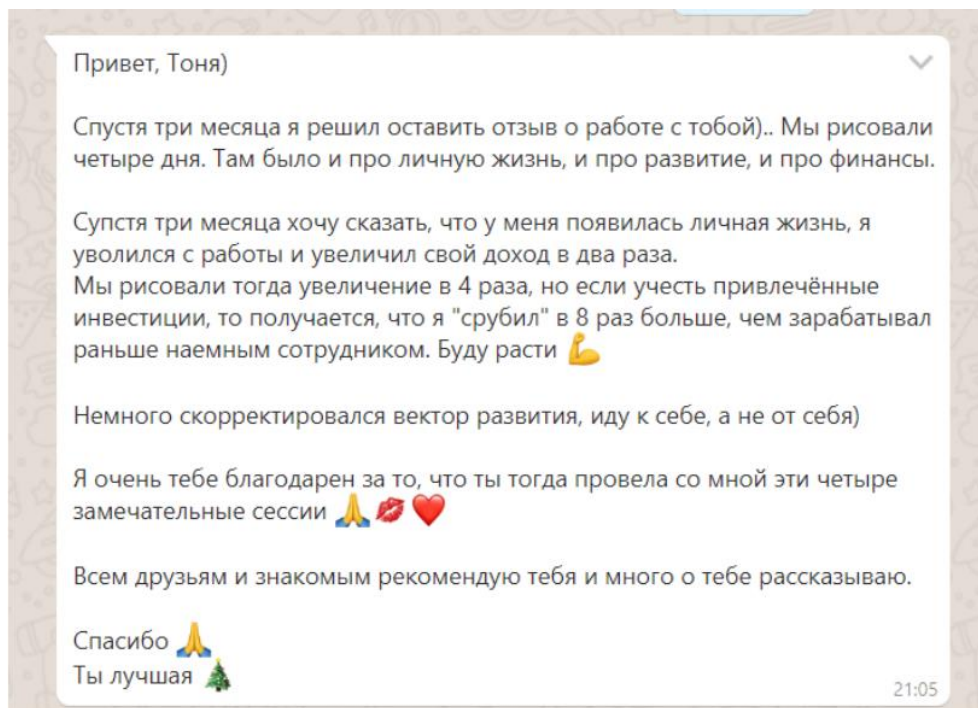 Привет, Тоня)
Спустя три месяца я решил оставить отзыв о работе с тобой).. Мы рисовали
четыре дня. Там было и про личную жизнь, и про развитие, и про финансы.
Супстя три месяца хочу сказать, что у меня появилась личная жизнь, я
уволился с работы и увеличил свой доход в два раза.
Мы рисовали тогда увеличение в 4 раза, но если учесть привлечённые
инвестиции, то получается, что я "срубил" в 8 раз больше, чем зарабатывал
раньше наемным сотрудником. Буду расти 💪
Немного скорректировался вектор развития, иду к себе, а не от себя)
Я очень тебе благодарен за то, что ты тогда провела со мной эти четыре
замечательные сессии 🙏💋❤️
Всем друзьям и знакомым рекомендую тебя и много о тебе рассказываю.
Спасибо 🙏
Ты лучшая 🎄
21:05